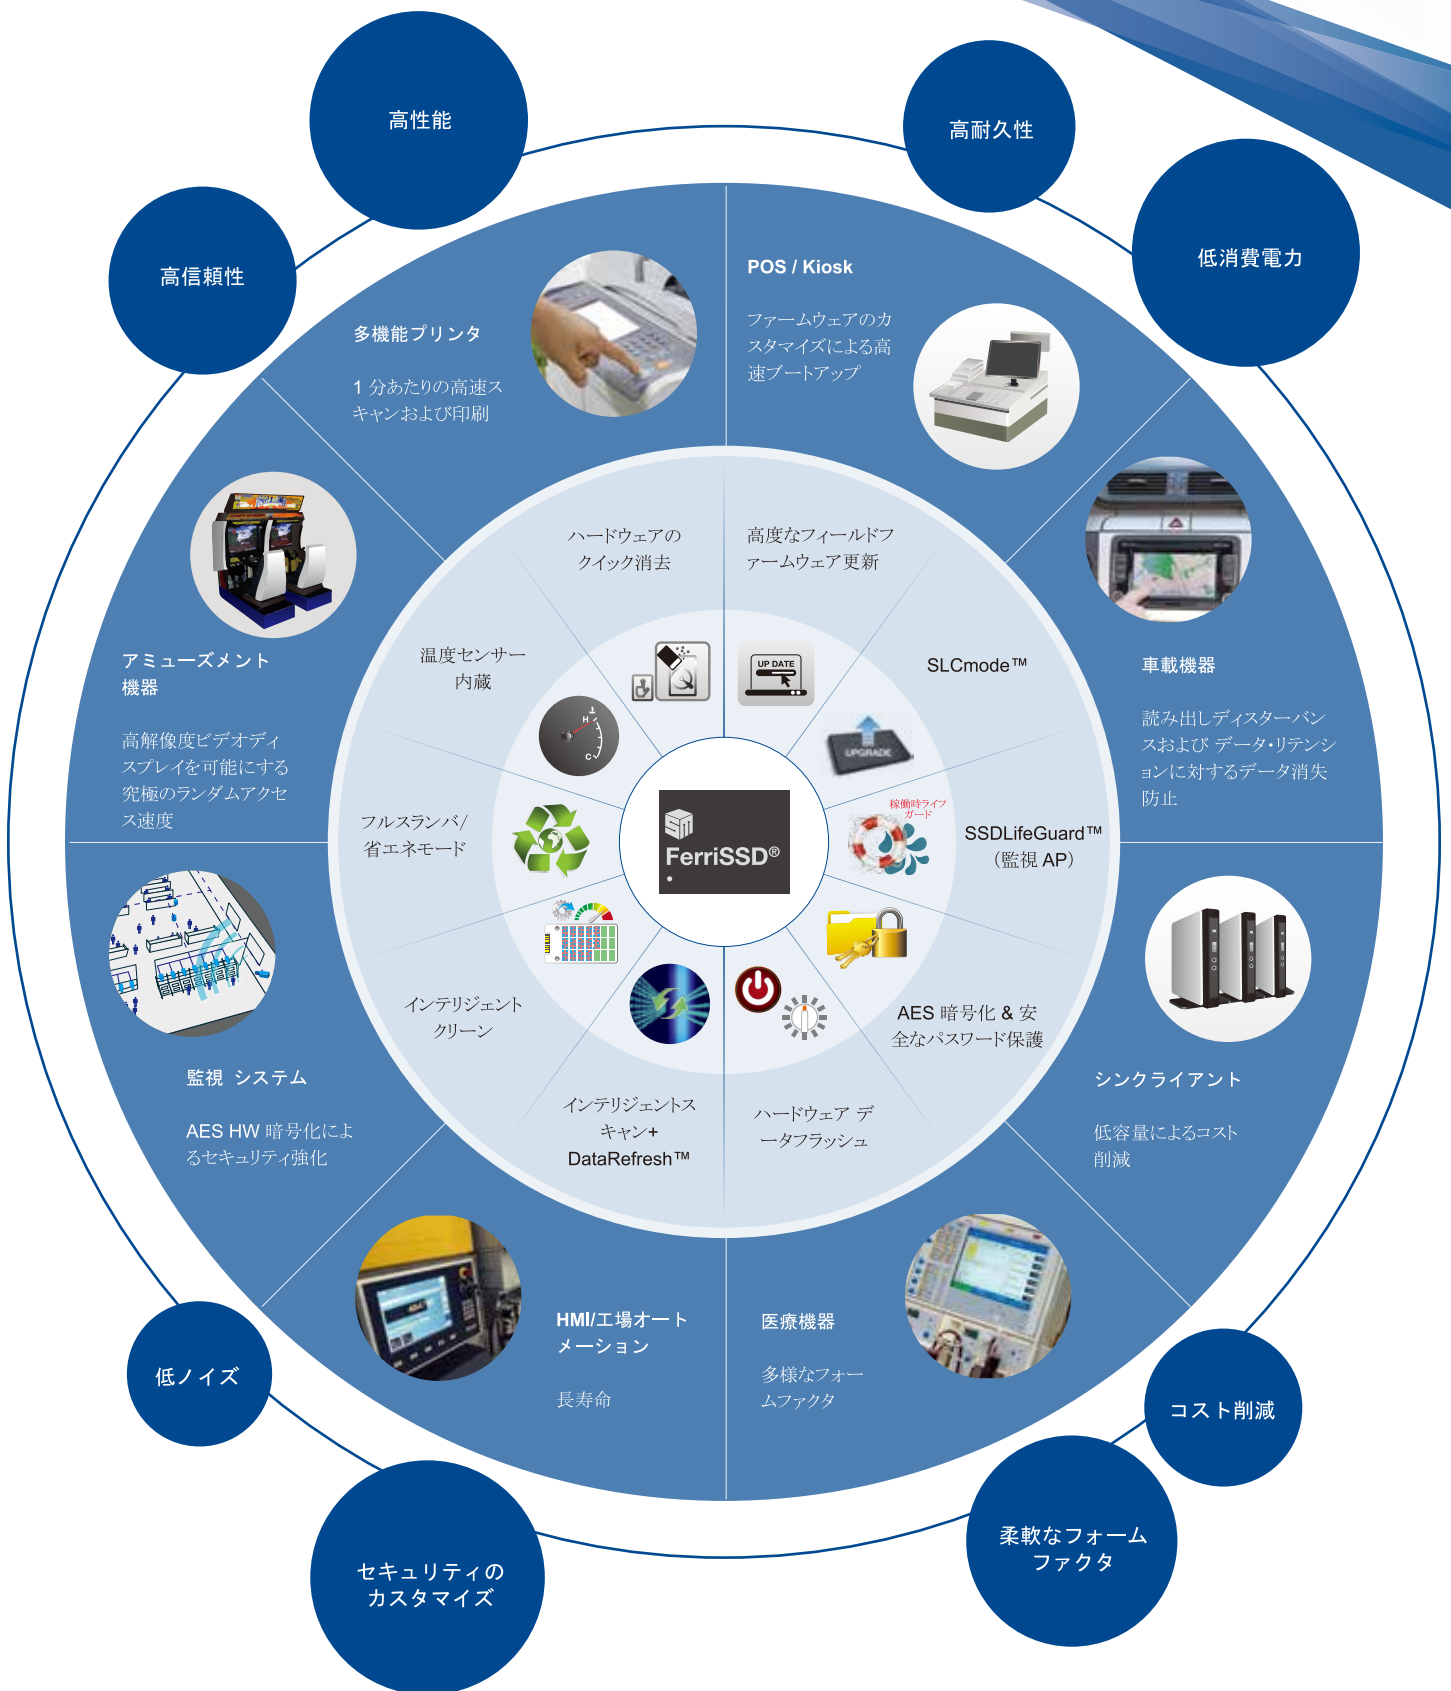 高性能
高耐久性
高信頼性
低消費電力
POS / Kiosk
ファームウェアのカ
スタマイズによる高
速ブートアップ
多機能プリンタ
1 分あたりの高速ス
キャンおよび印刷
アミューズメント
機器
高解像度ビデオディ
スプレイを可能にする
究極のランダムアクセ
ス速度
車載機器
読み出しディスターバン
スおよび データ・リテンシ
ョンに対するデータ消失
防止
ハードウェアの
クイック消去
高度なフィールドフ
ァームウェア更新
温度センサー
内蔵
SLCmode™
UP DATE
UPGRADE
H
C
フルスランバ/
省エネモード
稼働時ライフ
ガード
SSDLifeGuard™
（監視 AP）
SM
FerriSSD®
インテリジェント
クリーン
AES 暗号化 & 安
全なパスワード保護
インテリジェントス
キャン+
DataRefresh™
ハードウェア デ
ータフラッシュ
監視 システム
AES HW 暗号化によ
るセキュリティ強化
シンクライアント
低容量によるコスト
削減
HMI/工場オート
メーション
長寿命
医療機器
多様なフォー
ムファクタ
低ノイズ
コスト削減
セキュリティの
カスタマイズ
柔軟なフォーム
ファクタ